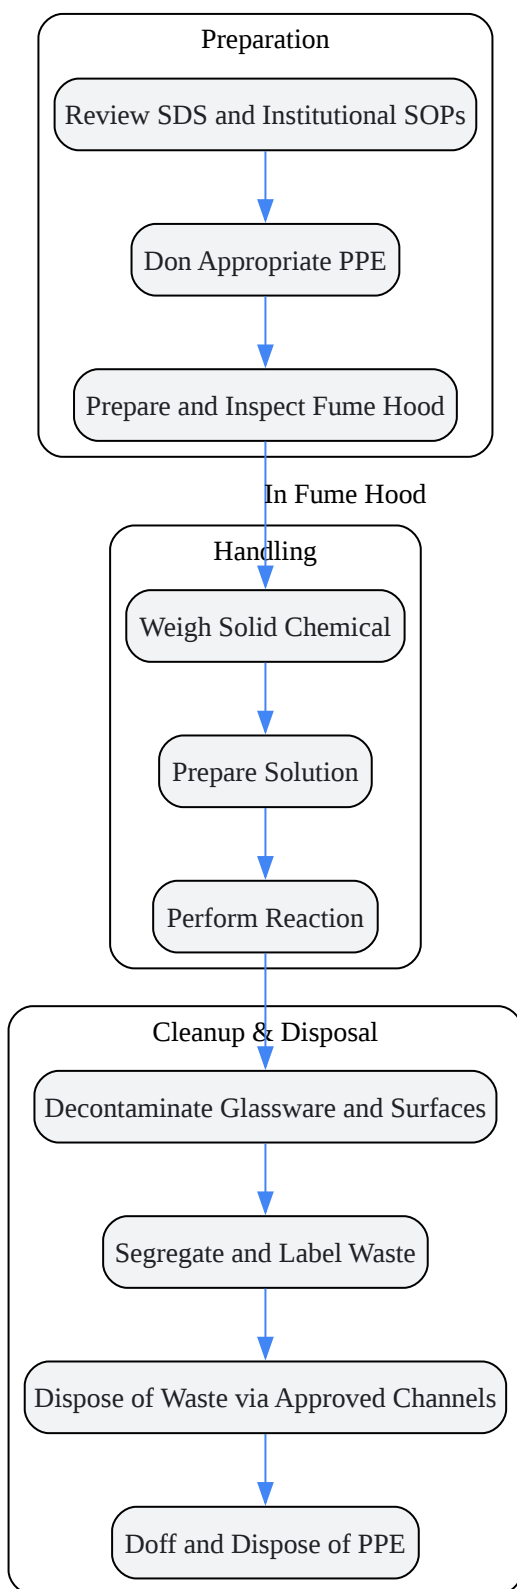 Preparation
Review SDS and Institutional SOPs
Don Appropriate PPE
Prepare and Inspect Fume Hood
In Fume Hood
Handling
Weigh Solid Chemical
Prepare Solution
Perform Reaction
Cleanup & Disposal
Decontaminate Glassware and Surfaces
Segregate and Label Waste
Dispose of Waste via Approved Channels
Doff and Dispose of PPE